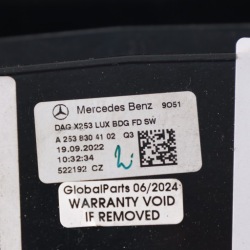 Mercedes Benz 9051
DAG X253 LUX BDG FD SW
A 253 830 41 02 Q3
19.09.2022
10:32:34
522192 CZ
GlobalParts 06/2024
WARRANTY VOID
IF REMOVED